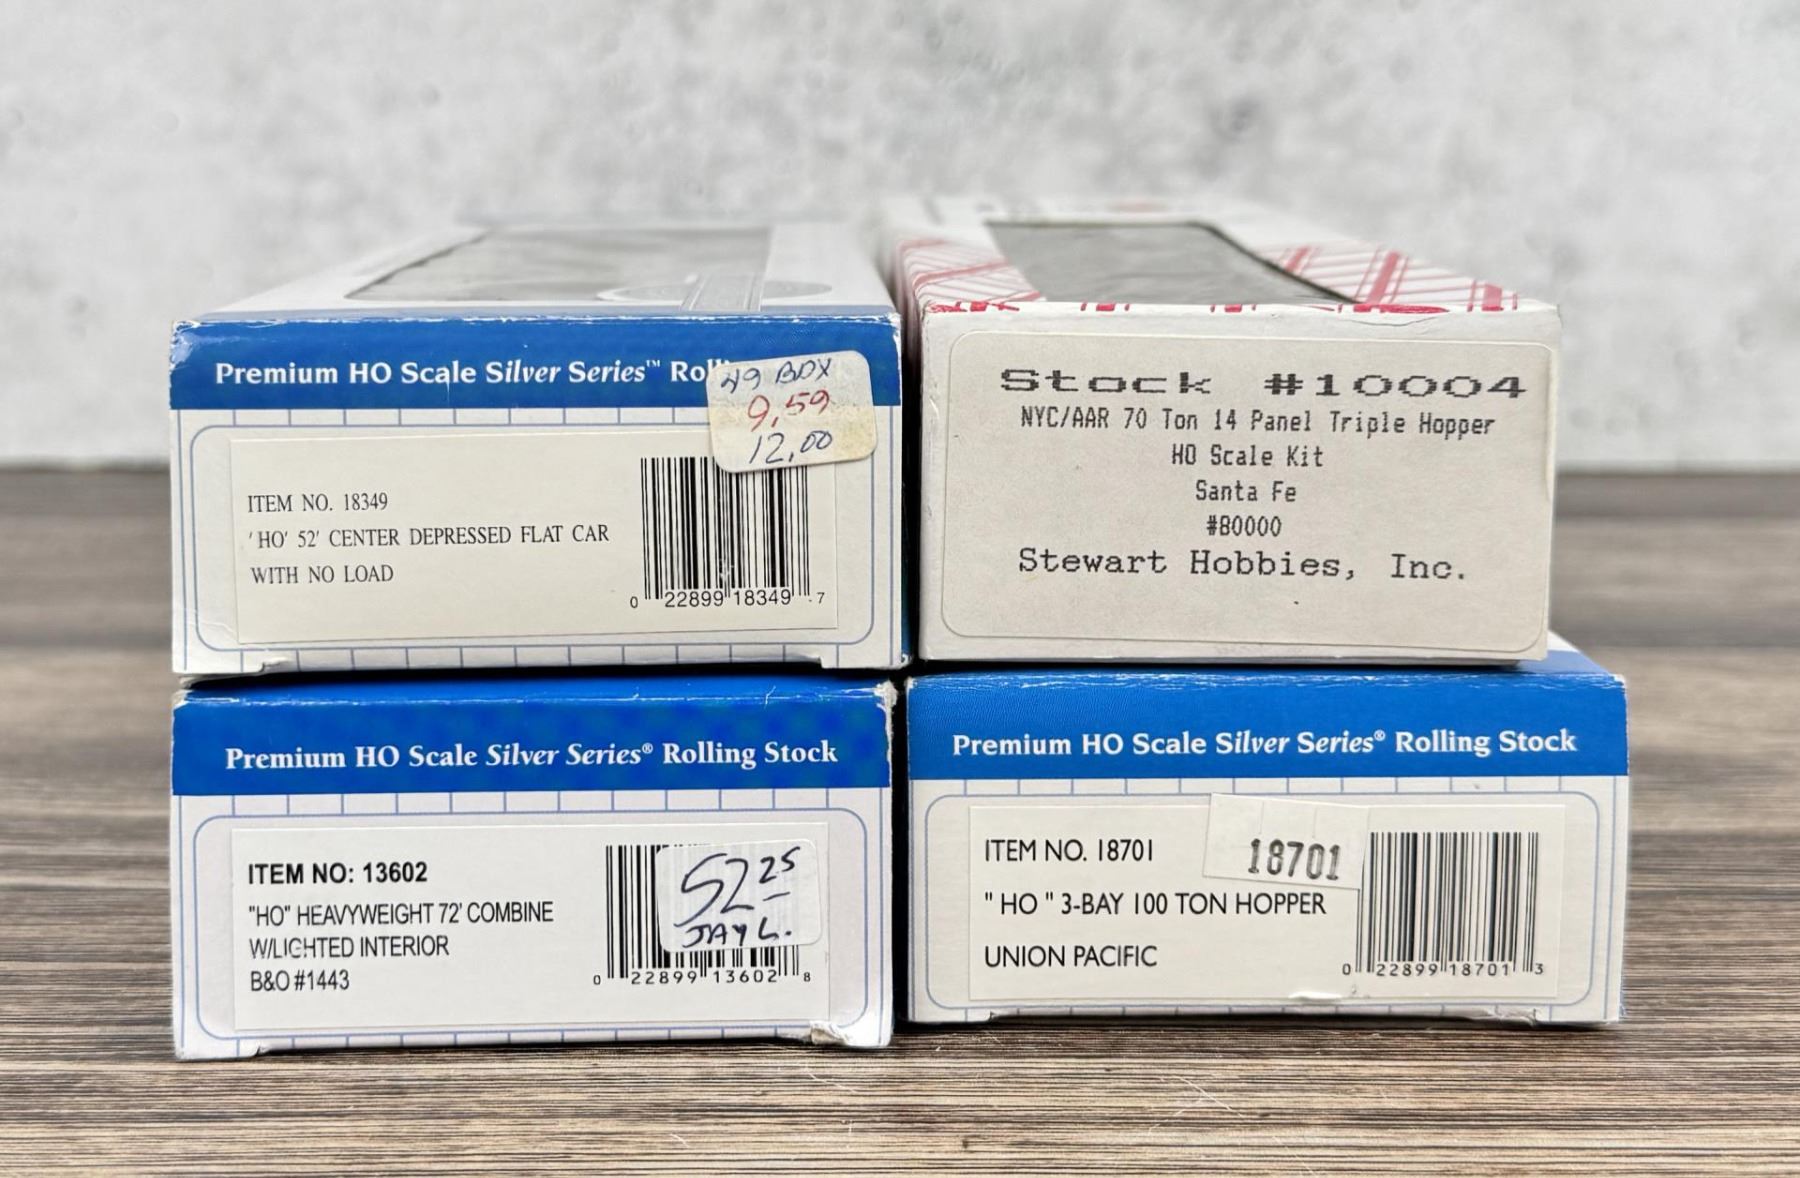 Premium HO Scale Silver Series™
49 BOX
9,59
12,00
ITEM NO. 18349
'HO' 52' CENTER DEPRESSED FLAT CAR
WITH NO LOAD
0 22899 18349 7
Stock #10004
NYC/AAR 70 Ton 14 Panel Triple Hopper
HO Scale Kit
Santa Fe
#80000
Stewart Hobbies, Inc.
Premium HO Scale Silver Series® Rolling Stock
ITEM NO: 13602
"HO" HEAVYWEIGHT 72' COMBINE
W/LIGHTED INTERIOR
B&O #1443
52 25
JAY L.
0 22899 13602 8
Premium HO Scale Silver Series® Rolling Stock
ITEM NO. 18701
18701
"HO" 3-BAY 100 TON HOPPER
UNION PACIFIC
0 22899 18701 3